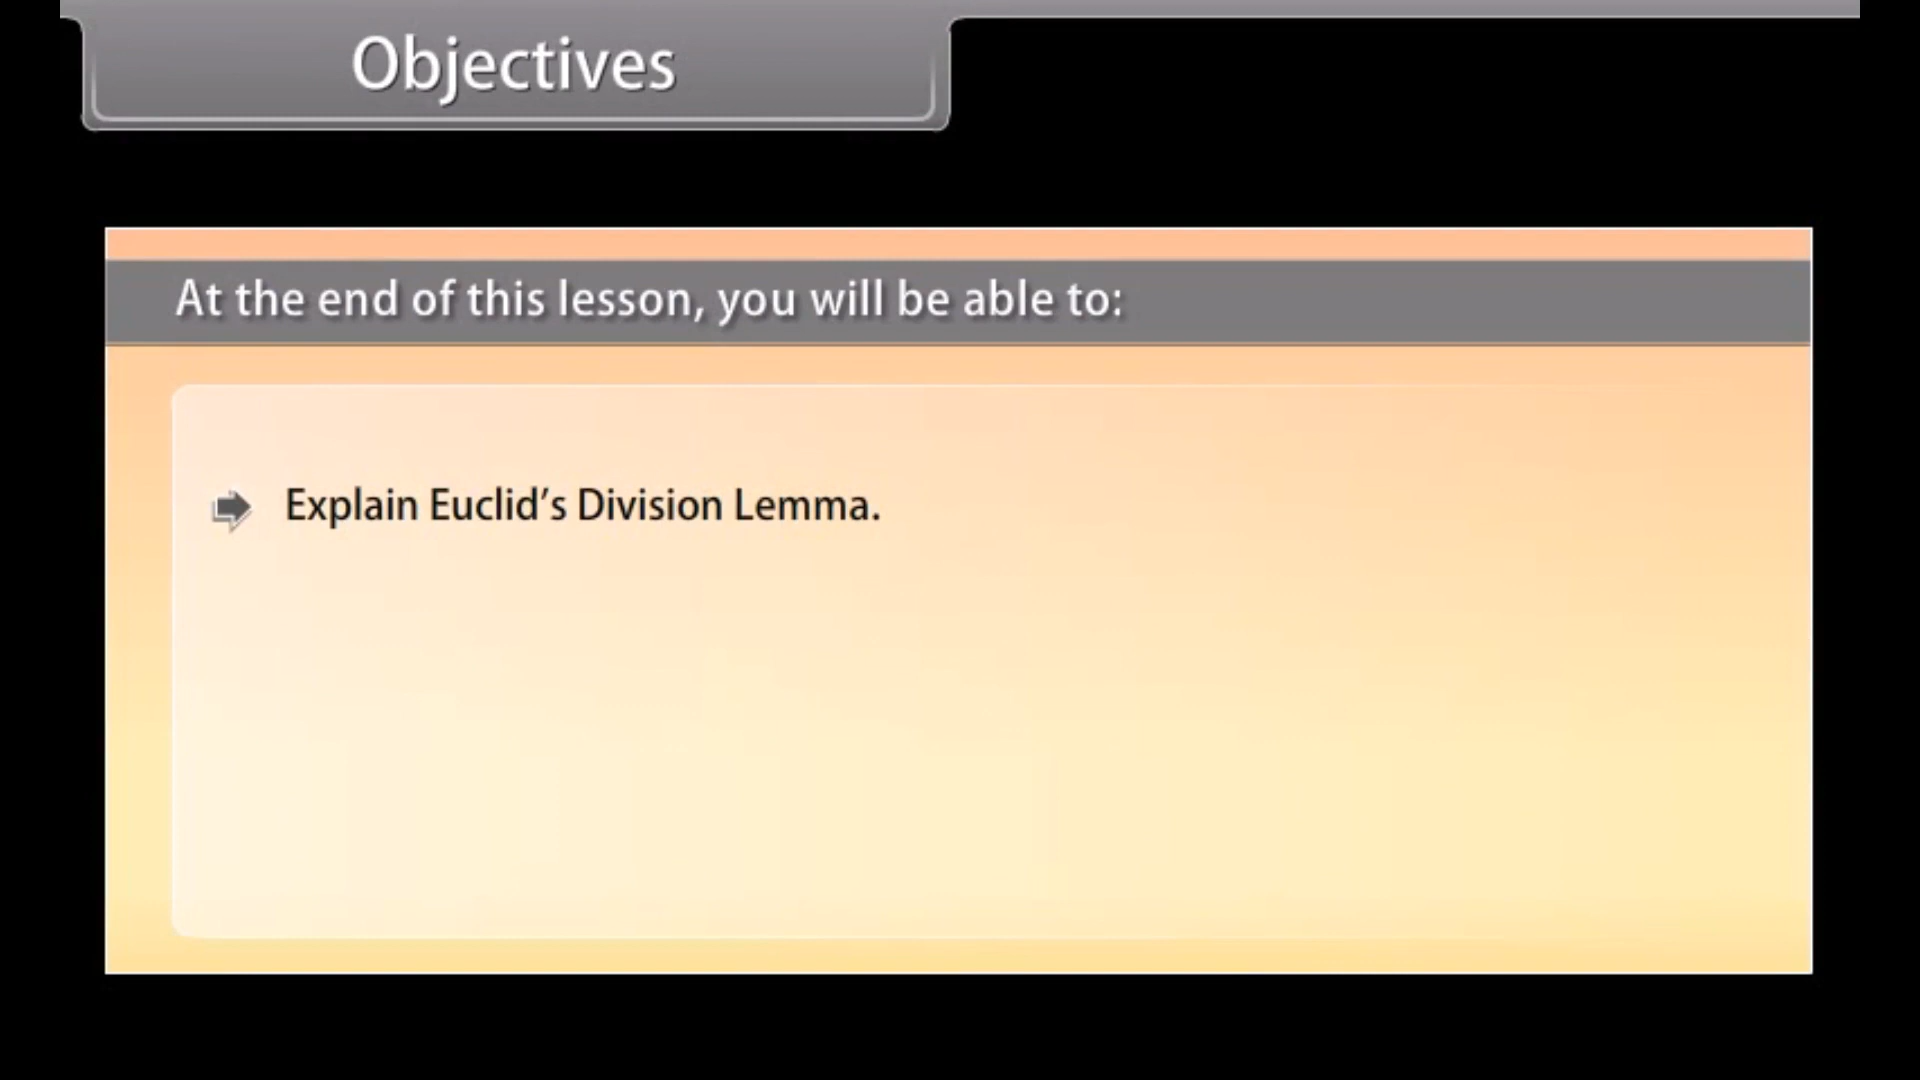 Objectives
At the end of this lesson, you will be able to:
Explain Euclid’s Division Lemma.